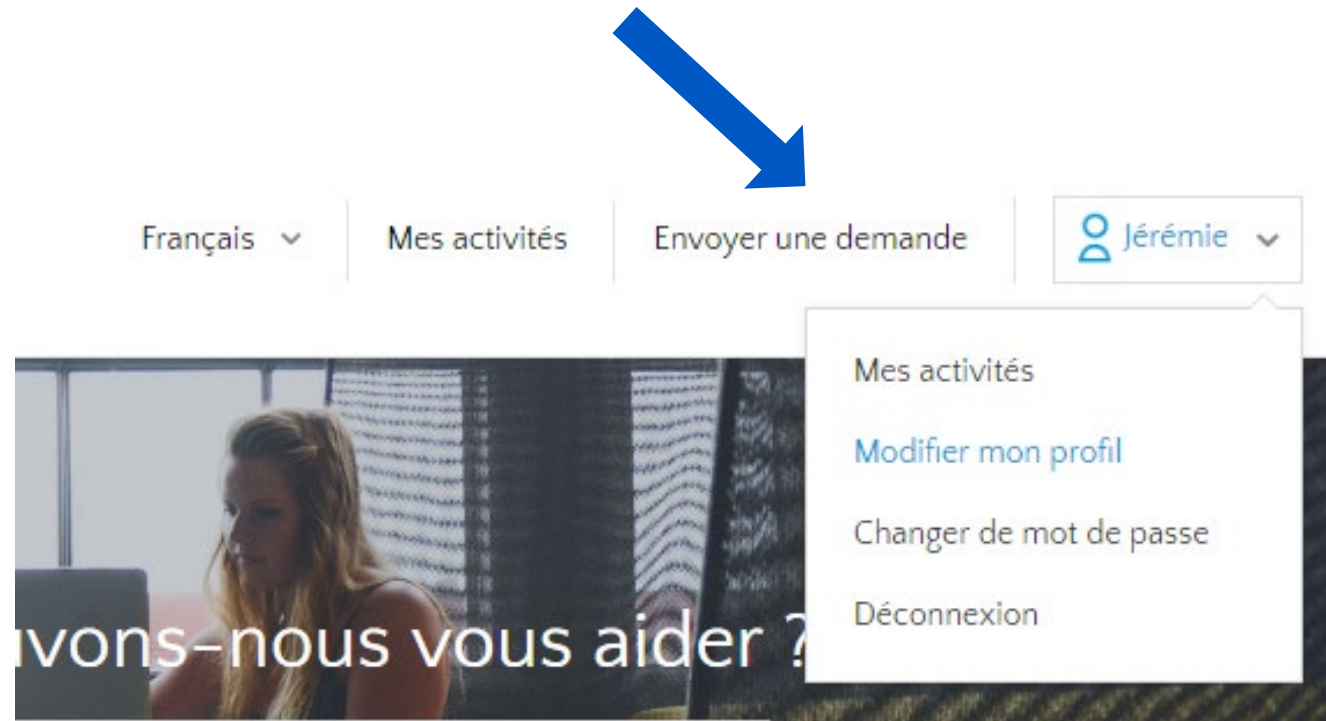 Français
Mes activités
Envoyer une demande
Jérémie
Mes activités
Modifier mon profil
Changer de mot de passe
Déconnexion
vons-nous vous aider ?